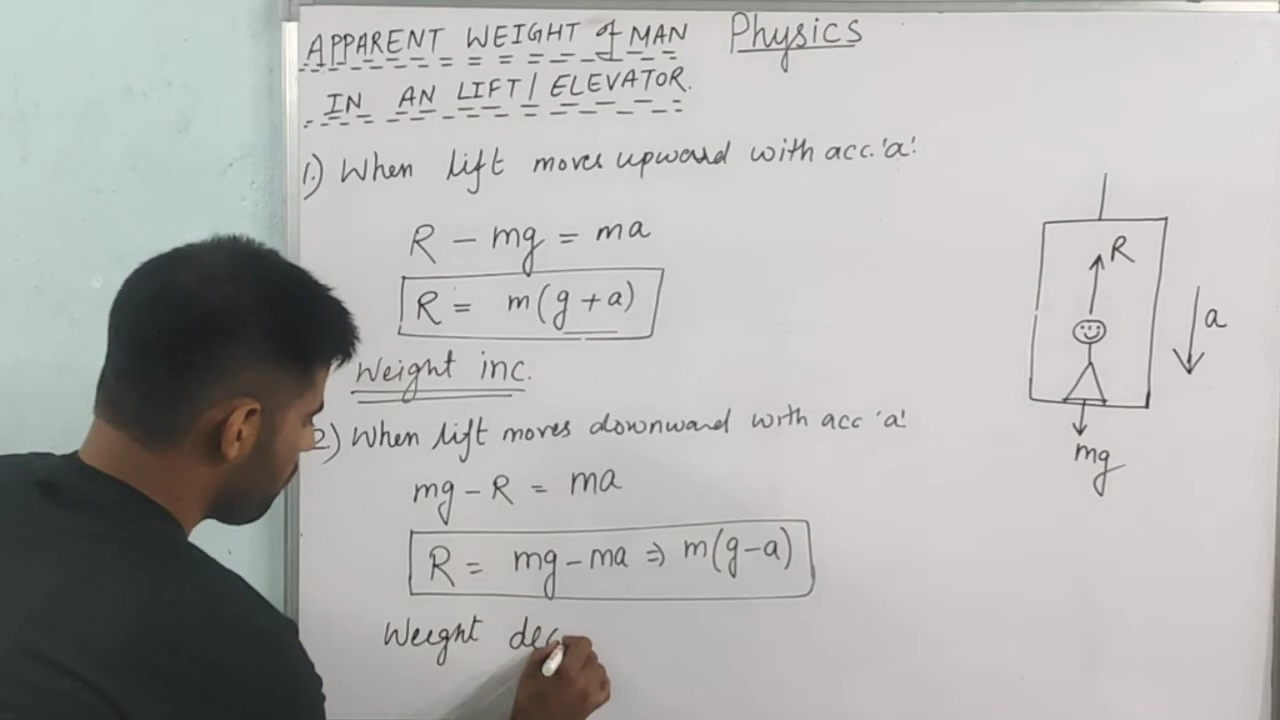 APPARENT WEIGHT of MAN Physics
IN AN LIFT/ELEVATOR.
1.) When lift moves upward with acc. 'a'.
R - mg = ma
R = m(g+a)
Weight inc.
2.) When lift moves downward with acc 'a'.
mg - R = ma
R = mg - ma ⇒ m(g-a)
Weight dec
R
a
mg